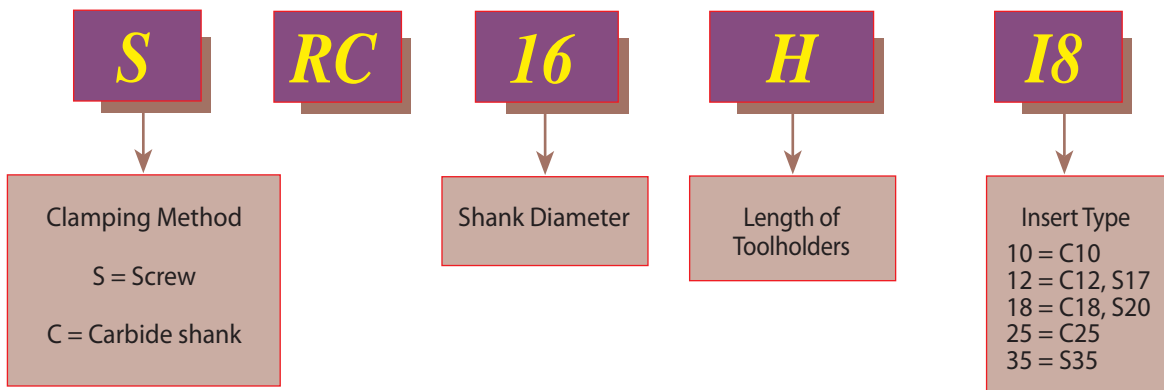 S RC 16 H I8
Clamping Method
S = Screw
C = Carbide shank
Shank Diameter
Length of
Toolholders
Insert Type
10 = C10
12 = C12, S17
18 = C18, S20
25 = C25
35 = S35